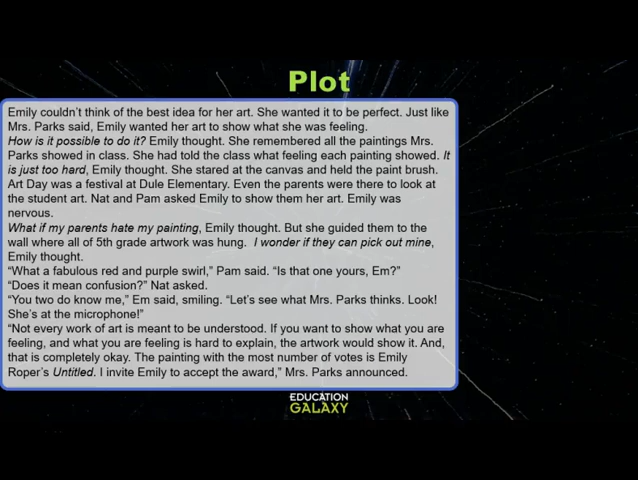 Plot
Emily couldn't think of the best idea for her art. She wanted it to be perfect. Just like
Mrs. Parks said, Emily wanted her art to show what she was feeling.
How is it possible to do it? Emily thought. She remembered all the paintings Mrs.
Parks showed in class. She had told the class what feeling each painting showed. It
is just too hard, Emily thought. She stared at the canvas and held the paint brush.
Art Day was a festival at Dule Elementary. Even the parents were there to look at
the student art. Nat and Pam asked Emily to show them her art. Emily was
nervous.
What if my parents hate my painting, Emily thought. But she guided them to the
wall where all of 5th grade artwork was hung. I wonder if they can pick out mine,
Emily thought.
“What a fabulous red and purple swirl,” Pam said. “Is that one yours, Em?”
“Does it mean confusion?” Nat asked.
“You two do know me,” Em said, smiling. “Let's see what Mrs. Parks thinks. Look!
She's at the microphone!”
“Not every work of art is meant to be understood. If you want to show what you are
feeling, and what you are feeling is hard to explain, the artwork would show it. And,
that is completely okay. The painting with the most number of votes is Emily
Roper's Untitled. I invite Emily to accept the award,” Mrs. Parks announced.
EDUCATION
GALAXY